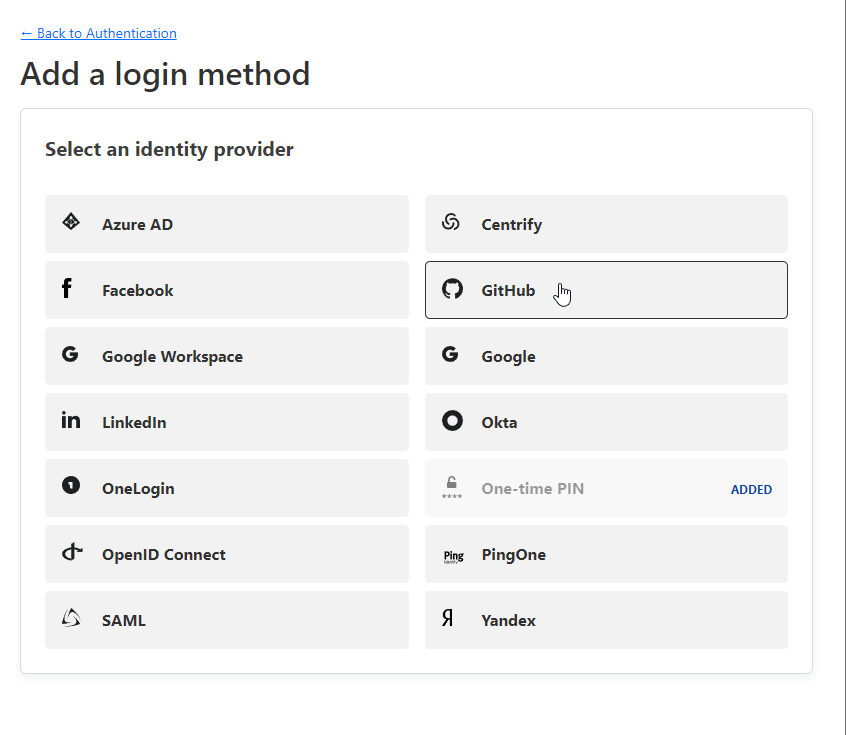 ← Back to Authentication
Add a login method
Select an identity provider
Azure AD
Centrify
Facebook
GitHub
Google Workspace
Google
LinkedIn
Okta
OneLogin
One-time PIN
ADDED
OpenID Connect
Ping
PingOne
SAML
Я
Yandex